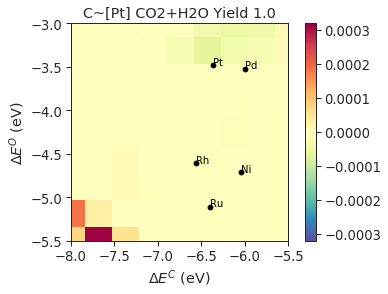 C~[Pt] CO2+H2O Yield 1.0
−3.0
−3.5
−4.0
−4.5
−5.0
−5.5
ΔE^O (eV)
Pt
Pd
Rh
Ni
Ru
−8.0 −7.5 −7.0 −6.5 −6.0 −5.5
ΔE^C (eV)
0.0003
0.0002
0.0001
0.0000
−0.0001
−0.0002
−0.0003